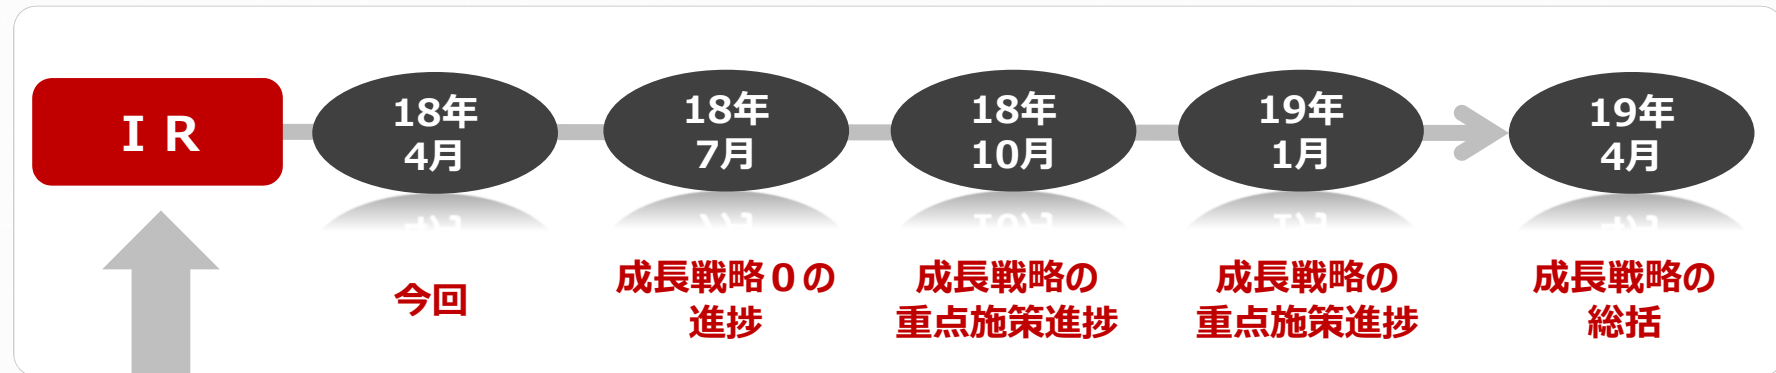 ＩＲ
18年
4月
18年
7月
18年
10月
19年
1月
19年
4月
今回
成長戦略０の
進捗
成長戦略の
重点施策進捗
成長戦略の
重点施策進捗
成長戦略の
総括